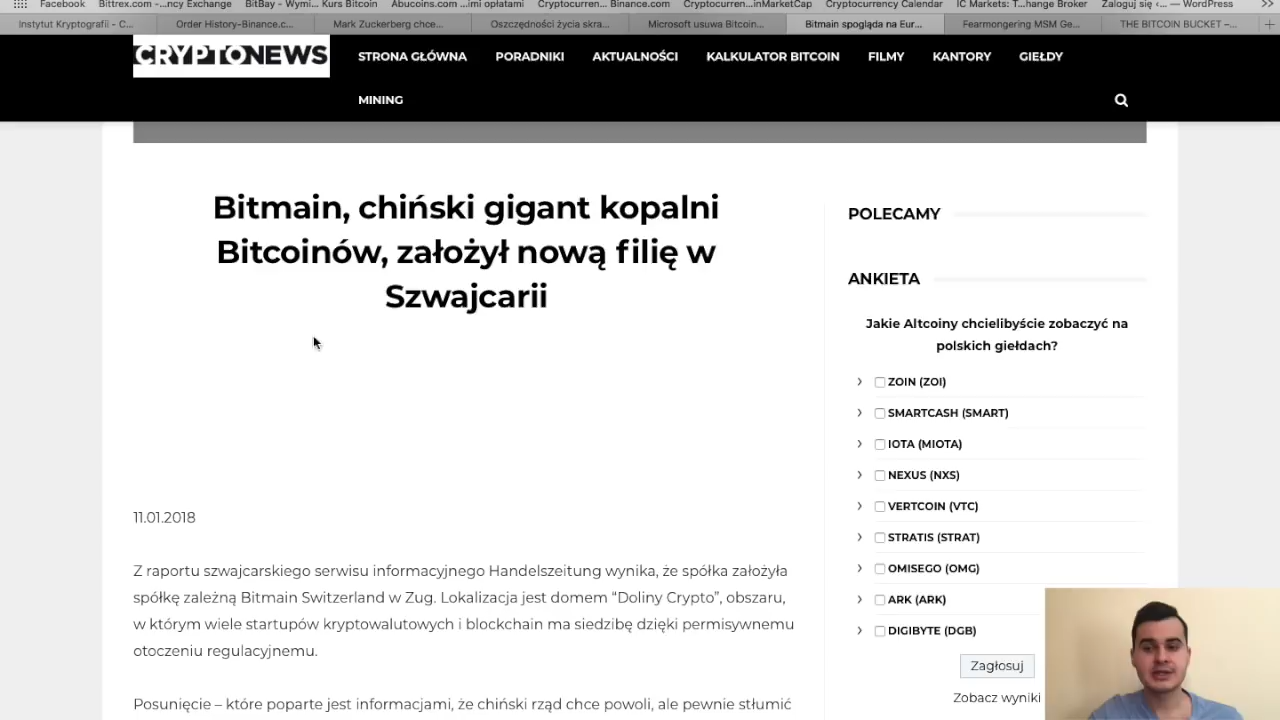 Facebook Bittrex.com –...ncy Exchange BitBay – Wymi... Kurs Bitcoin Abucoins.com ...imi opłatami Cryptocurren... Binance.com Cryptocurren...inMarketCap Cryptocurrency Calendar IC Markets: T...hange Broker Zaloguj się ‹... — WordPress
Instytut Kryptografii - C... Order History-Binance.c... Mark Zuckerberg chce... Oszczędności życia skra... Microsoft usuwa Bitcoin... Bitmain spogląda na Eur... Fearmongering MSM Ge... THE BITCOIN BUCKET –...
CRYPTONEWS STRONA GŁÓWNA PORADNIKI AKTUALNOŚCI KALKULATOR BITCOIN FILMY KANTORY GIEŁDY
MINING
Bitmain, chiński gigant kopalni
Bitcoinów, założył nową filię w
Szwajcarii
11.01.2018
Z raportu szwajcarskiego serwisu informacyjnego Handelszeitung wynika, że spółka założyła
spółkę zależną Bitmain Switzerland w Zug. Lokalizacja jest domem “Doliny Crypto”, obszaru,
w którym wiele startupów kryptowalutowych i blockchain ma siedzibę dzięki permisywnemu
otoczeniu regulacyjnemu.
Posunięcie – które poparte jest informacjami, że chiński rząd chce powoli, ale pewnie stłumić
POLECAMY
ANKIETA
Jakie Altcoiny chcielibyście zobaczyć na
polskich giełdach?
ZOIN (ZOI)
SMARTCASH (SMART)
IOTA (MIOTA)
NEXUS (NXS)
VERTCOIN (VTC)
STRATIS (STRAT)
OMISEGO (OMG)
ARK (ARK)
DIGIBYTE (DGB)
Zagłosuj
Zobacz wyniki